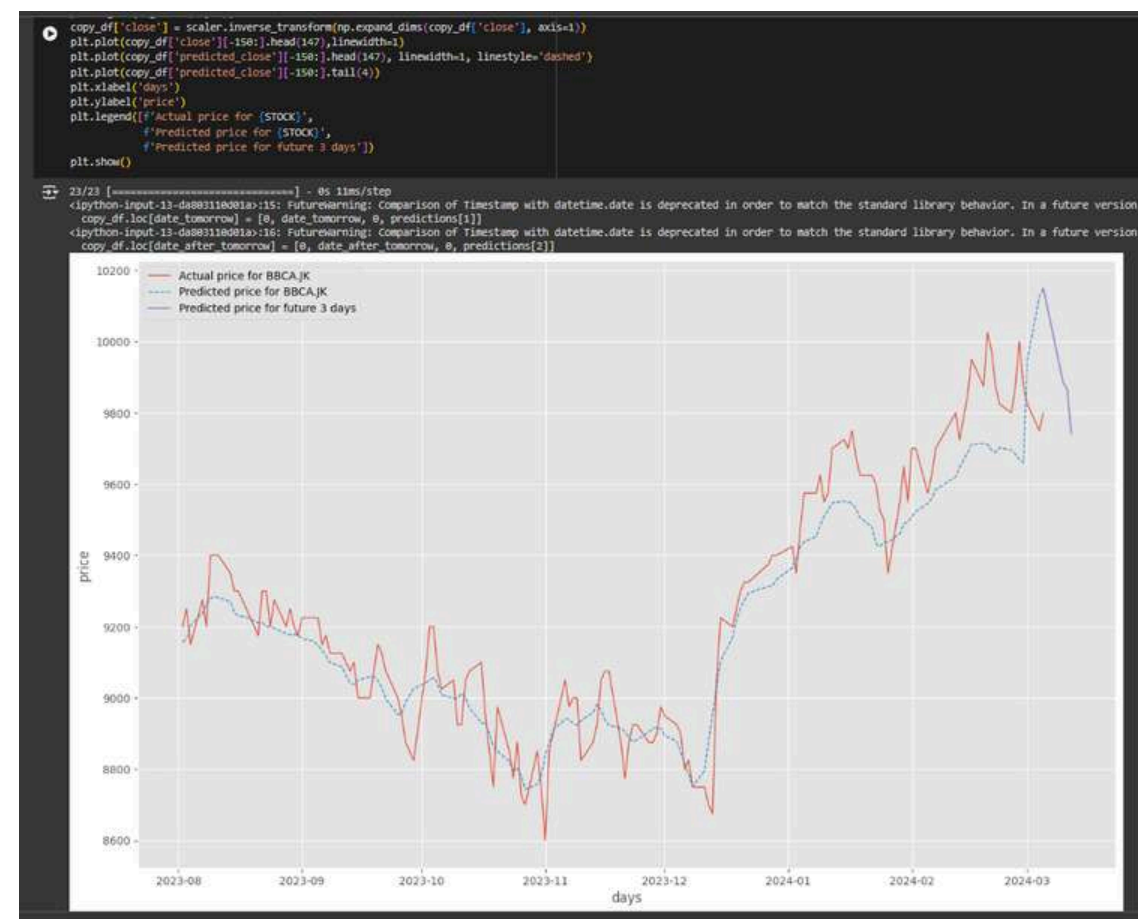 copy_df['close'] = scaler.inverse_transform(np.expand_dims(copy_df['close'], axis=1))
plt.plot(copy_df['close'][-150:].head(147),linewidth=1)
plt.plot(copy_df['predicted_close'][-150:].head(147), linewidth=1, linestyle='dashed')
plt.plot(copy_df['predicted_close'][-150:].tail(4))
plt.xlabel('days')
plt.ylabel('price')
plt.legend([f'Actual price for {STOCK}',
f'Predicted price for {STOCK}',
f'Predicted price for future 3 days'])
plt.show()
23/23 [==============================] - 0s 11ms/step
<ipython-input-13-da803110d01a>:15: FutureWarning: Comparison of Timestamp with datetime.date is deprecated in order to match the standard library behavior. In a future version
copy_df.loc[date_tomorrow] = [0, date_tomorrow, 0, predictions[1]]
<ipython-input-13-da803110d01a>:16: FutureWarning: Comparison of Timestamp with datetime.date is deprecated in order to match the standard library behavior. In a future version
copy_df.loc[date_after_tomorrow] = [0, date_after_tomorrow, 0, predictions[2]]
Actual price for BBCA.JK
Predicted price for BBCA.JK
Predicted price for future 3 days
10200
10000
9800
9600
9400
9200
9000
8800
8600
price
2023-08
2023-09
2023-10
2023-11
2023-12
2024-01
2024-02
2024-03
days